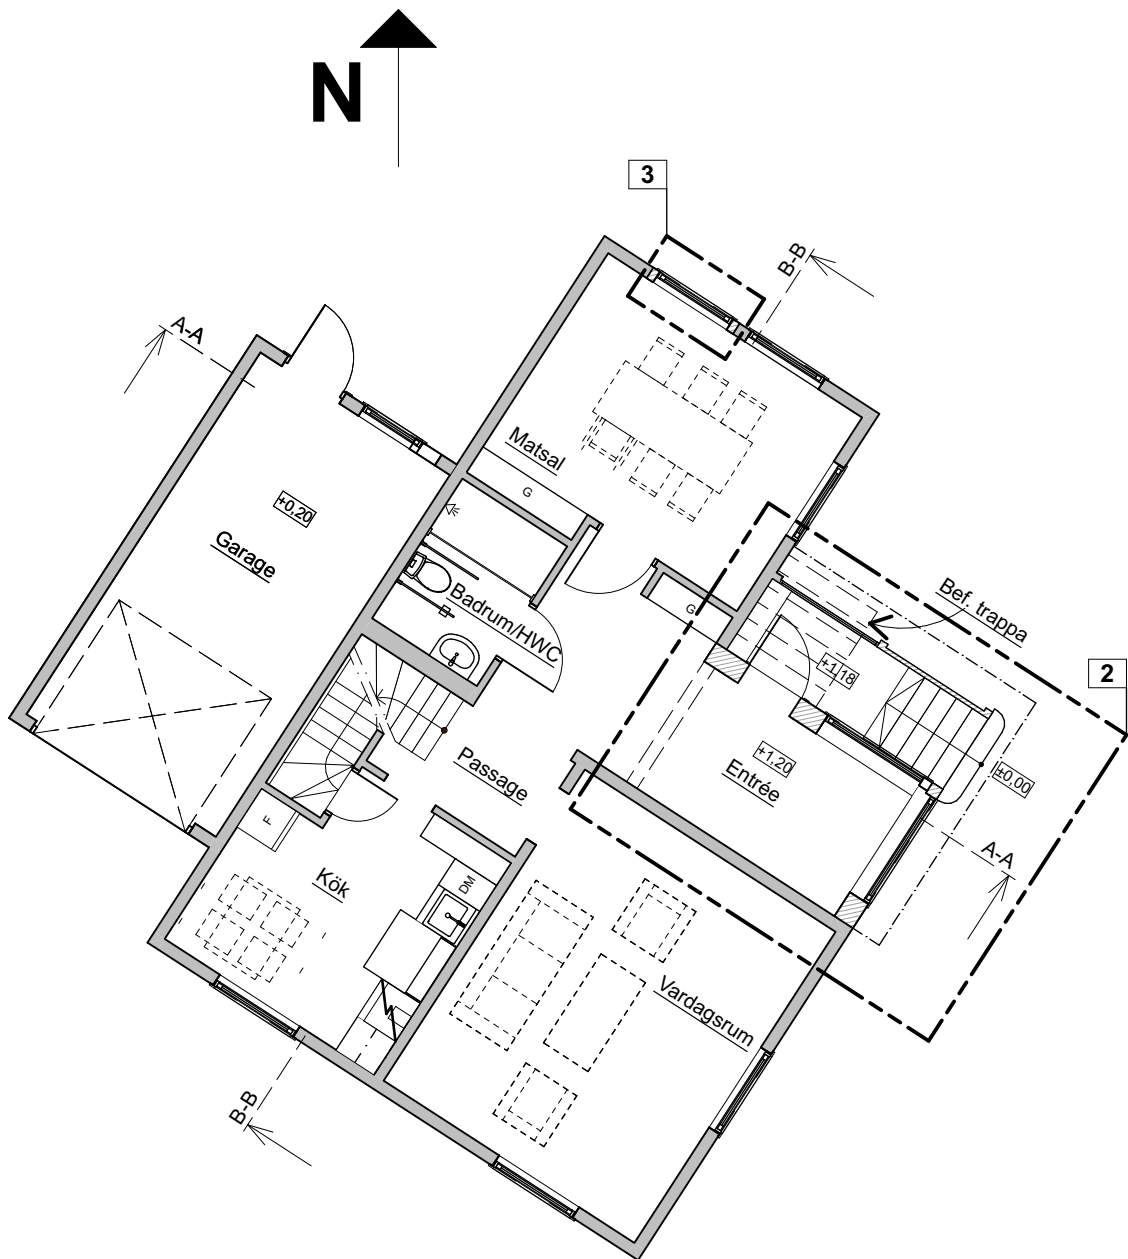 N
3
B-B
A-A
Matsal
G
+0,20
Garage
Badrum/HWC
G
Bef. trappa
+1,18
2
Passage
+1,20
Entrée
±0,00
F
Kök
DM
A-A
Vardagsrum
B-B